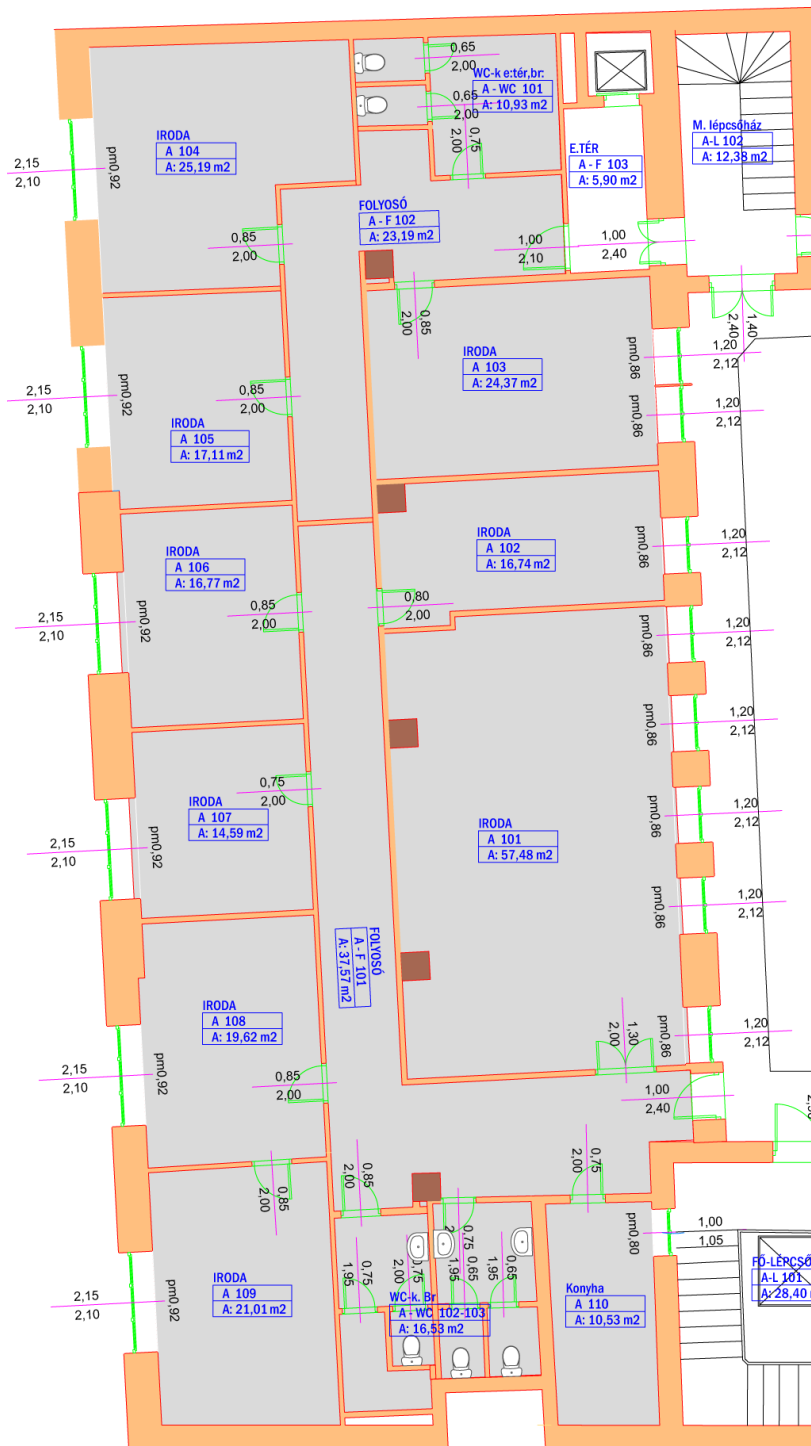 0,65
2,00
WC-k e:tér,br:
A - WC 101
A: 10,93 m2
0,65
2,00
0,75
2,00
IRODA
A 104
A: 25,19 m2
2,15
2,10
pm0,92
M. lépcsőház
A-L 102
A: 12,38 m2
E.TÉR
A - F 103
A: 5,90 m2
FOLYOSÓ
A - F 102
A: 23,19 m2
0,85
2,00
1,00
2,10
1,00
2,40
0,85
2,00
1,40
2,40
IRODA
A 103
A: 24,37 m2
pm0,86
1,20
2,12
pm0,86
1,20
2,12
2,15
2,10
pm0,92
0,85
2,00
IRODA
A 105
A: 17,11 m2
IRODA
A 102
A: 16,74 m2
pm0,86
1,20
2,12
IRODA
A 106
A: 16,77 m2
2,15
2,10
pm0,92
0,85
2,00
0,80
2,00
pm0,86
1,20
2,12
pm0,86
1,20
2,12
0,75
2,00
IRODA
A 107
A: 14,59 m2
2,15
2,10
pm0,92
IRODA
A 101
A: 57,48 m2
pm0,86
1,20
2,12
pm0,86
1,20
2,12
FOLYOSÓ
A - F 101
A: 37,57 m2
IRODA
A 108
A: 19,62 m2
2,15
2,10
pm0,92
0,85
2,00
1,30
2,00
pm0,86
1,20
2,12
1,00
2,40
0,85
2,00
0,85
2,00
0,75
2,00
0,75
pm0,80
1,00
1,05
IRODA
A 109
A: 21,01 m2
2,15
2,10
pm0,92
0,75
1,95
0,75
2,00
0,65
1,95
0,65
1,95
WC-k. Br
A - WC 102-103
A: 16,53 m2
Konyha
A 110
A: 10,53 m2
FŐ-LÉPCSŐ
A-L 101
A: 28,40 m